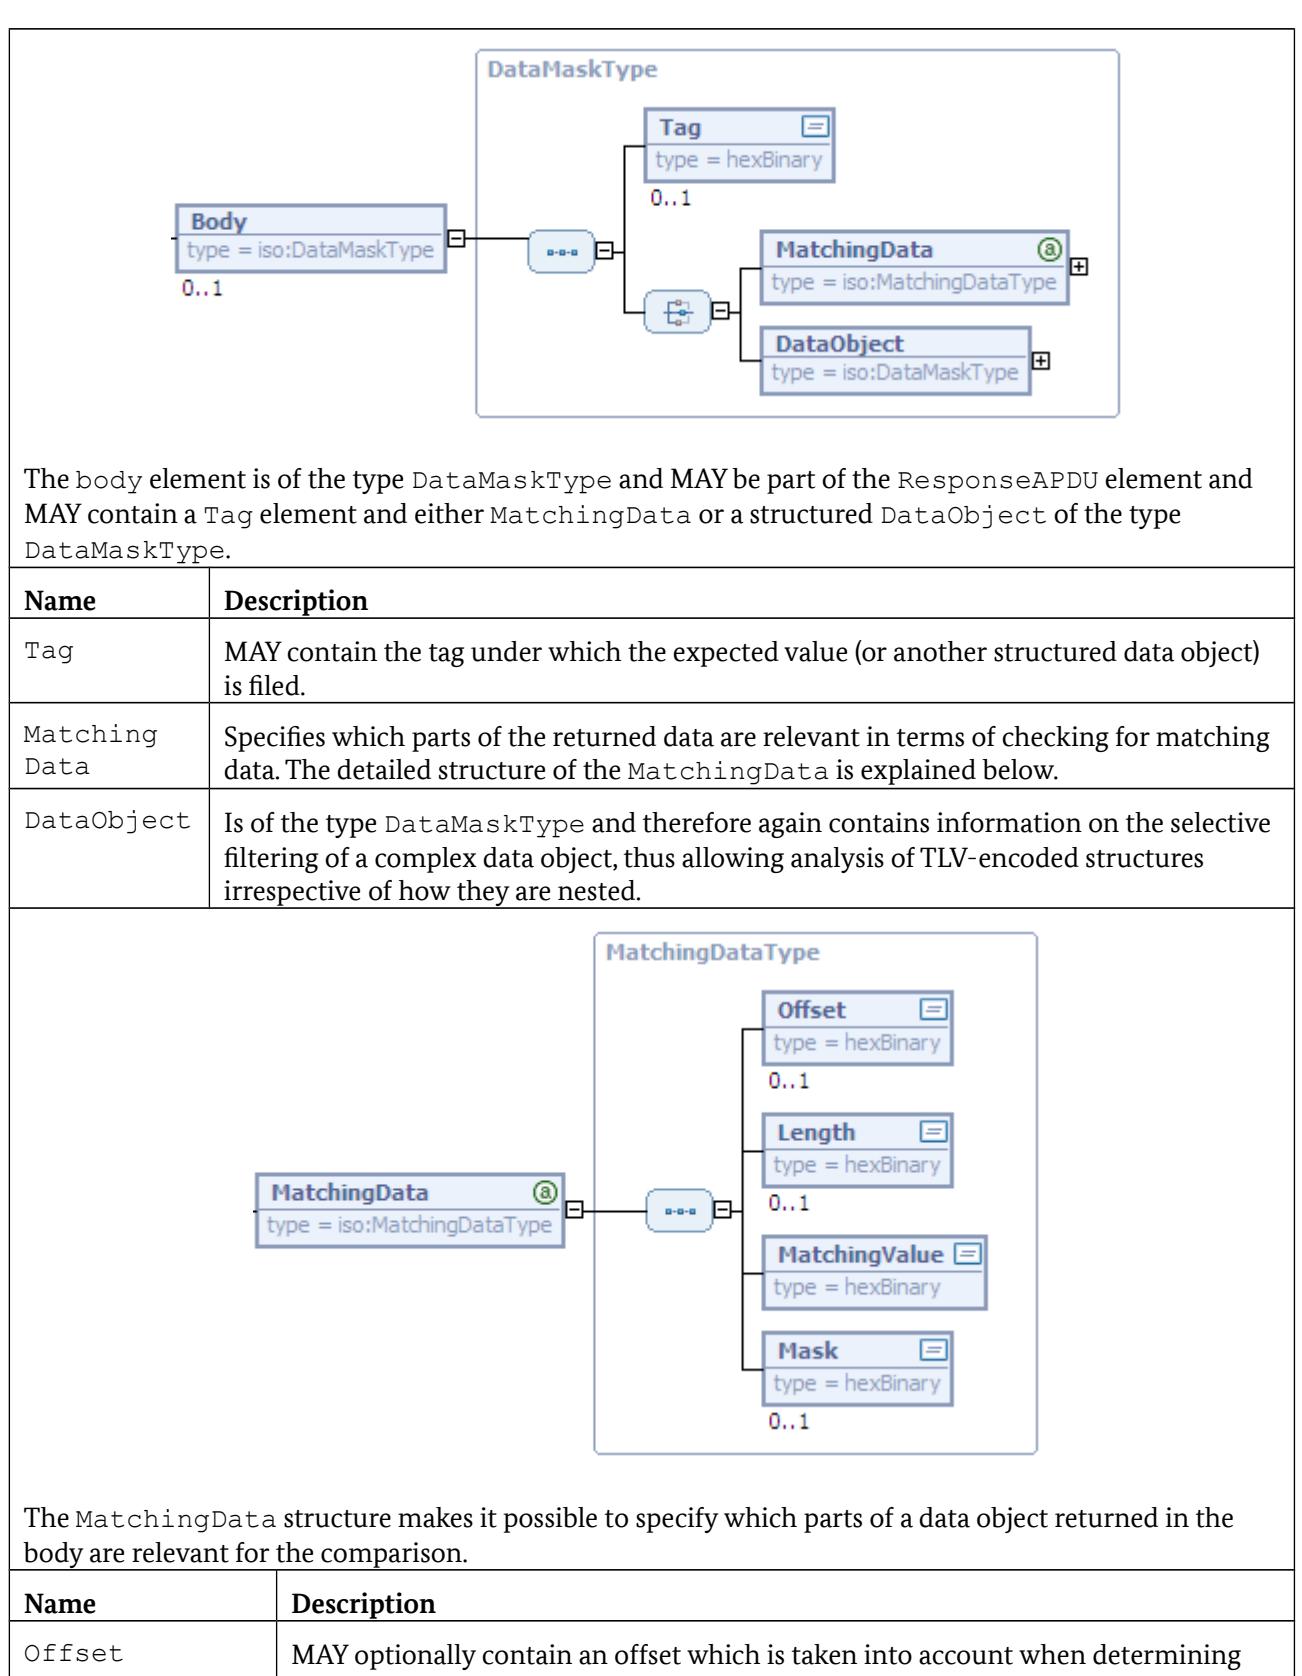 DataMaskType
Tag
type = hexBinary
0..1
Body
type = iso:DataMaskType
0..1
MatchingData
type = iso:MatchingDataType
DataObject
type = iso:DataMaskType
The body element is of the type DataMaskType and MAY be part of the ResponseAPDU element and
MAY contain a Tag element and either MatchingData or a structured DataObject of the type
DataMaskType.
Name Description
Tag MAY contain the tag under which the expected value (or another structured data object)
is filed.
Matching Specifies which parts of the returned data are relevant in terms of checking for matching
Data data. The detailed structure of the MatchingData is explained below.
DataObject Is of the type DataMaskType and therefore again contains information on the selective
filtering of a complex data object, thus allowing analysis of TLV-encoded structures
irrespective of how they are nested.
MatchingDataType
Offset
type = hexBinary
0..1
Length
type = hexBinary
0..1
MatchingData
type = iso:MatchingDataType
MatchingValue
type = hexBinary
Mask
type = hexBinary
0..1
The MatchingData structure makes it possible to specify which parts of a data object returned in the
body are relevant for the comparison.
Name Description
Offset MAY optionally contain an offset which is taken into account when determining